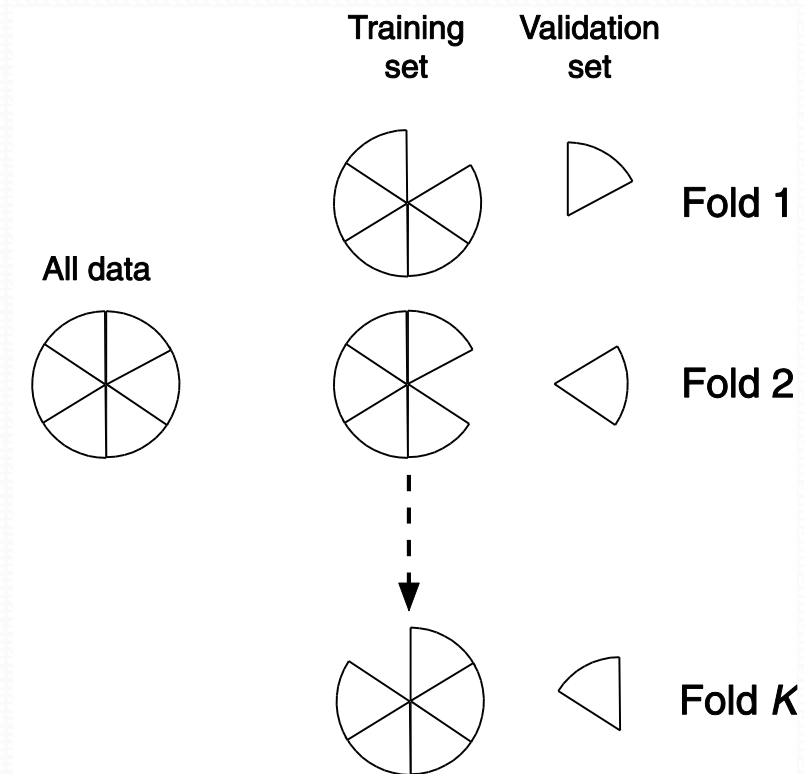 Training
set
Validation
set
Fold 1
All data
Fold 2
Fold K